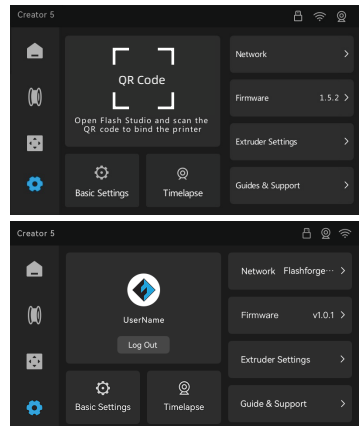 Creator 5
QR Code
Open Flash Studio and scan the
QR code to bind the printer
Basic Settings
Timelapse
Network
Firmware 1.5.2
Extruder Settings
Guides & Support
Creator 5
UserName
Log Out
Basic Settings
Timelapse
Network Flashforge···
Firmware v1.0.1
Extruder Settings
Guide & Support